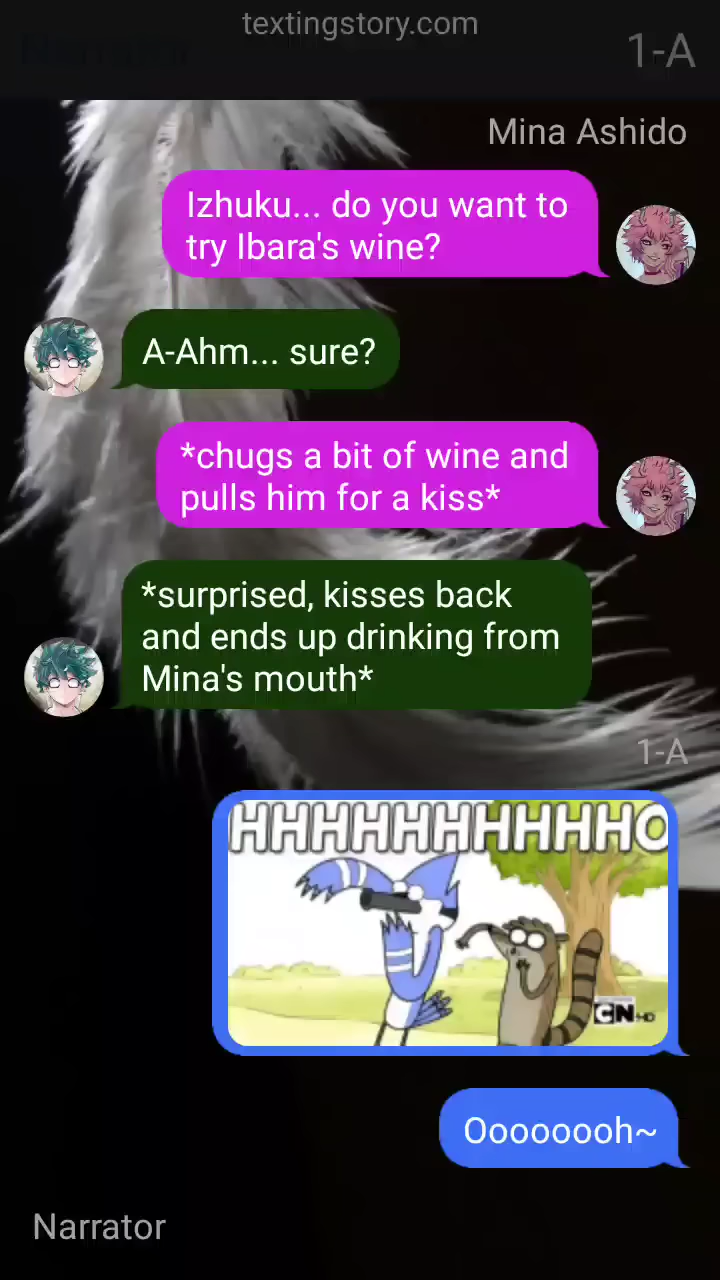 textingstory.com
1-A
Mina Ashido
Izhuku... do you want to
try Ibara's wine?
A-Ahm... sure?
*chugs a bit of wine and
pulls him for a kiss*
*surprised, kisses back
and ends up drinking from
Mina's mouth*
1-A
HHHHHHHHHHHO
CN HD
Oooooooh~
Narrator